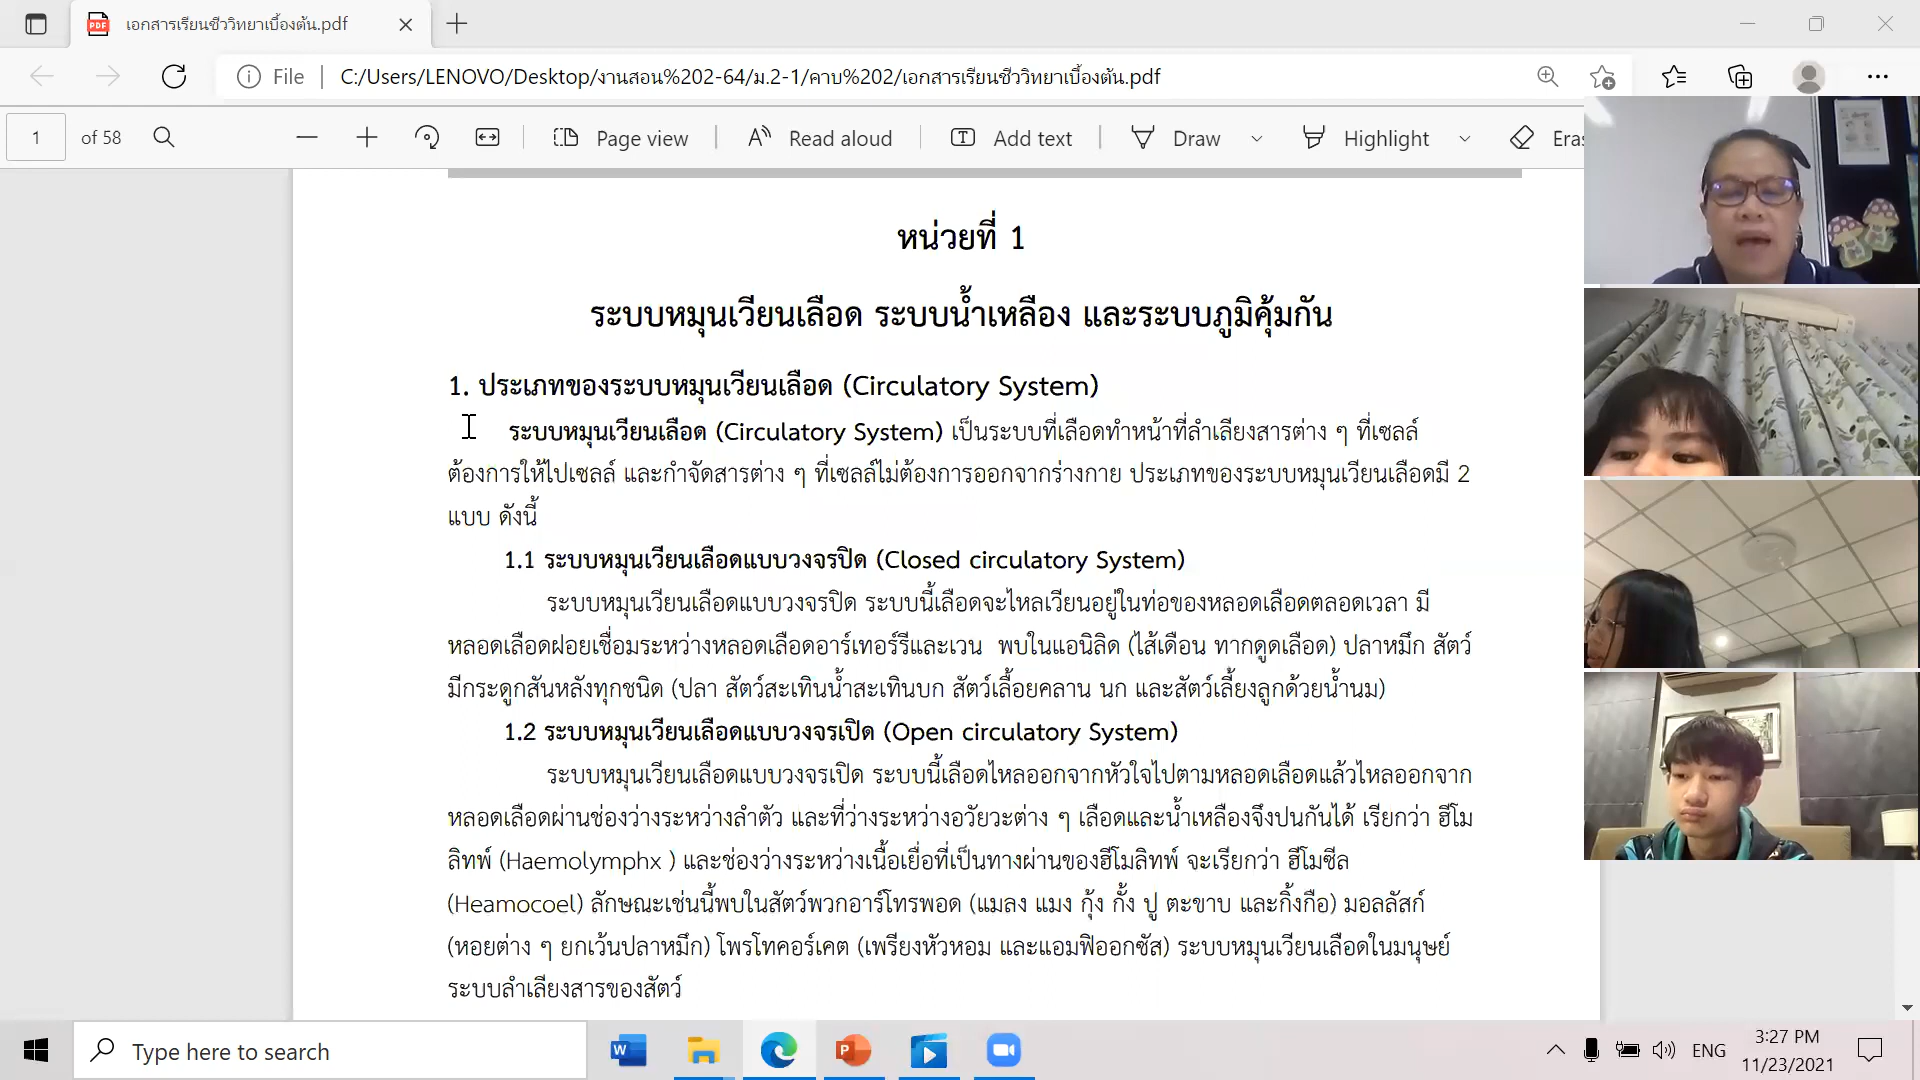 เอกสารเรียนชีววิทยาเบื้องต้น.pdf
File C:/Users/LENOVO/Desktop/งานสอน%202-64/ม.2-1/คาบ%202/เอกสารเรียนชีววิทยาเบื้องต้น.pdf
1 of 58 Page view Read aloud Add text Draw Highlight Eras
หน่วยที่ 1
ระบบหมุนเวียนเลือด ระบบน้ำเหลือง และระบบภูมิคุ้มกัน
1. ประเภทของระบบหมุนเวียนเลือด (Circulatory System)
ระบบหมุนเวียนเลือด (Circulatory System) เป็นระบบที่เลือดทำหน้าที่ลำเลียงสารต่าง ๆ ที่เซลล์
ต้องการให้ไปเซลล์ และกำจัดสารต่าง ๆ ที่เซลล์ไม่ต้องการออกจากร่างกาย ประเภทของระบบหมุนเวียนเลือดมี 2
แบบ ดังนี้
1.1 ระบบหมุนเวียนเลือดแบบวงจรปิด (Closed circulatory System)
ระบบหมุนเวียนเลือดแบบวงจรปิด ระบบนี้เลือดจะไหลเวียนอยู่ในท่อของหลอดเลือดตลอดเวลา มี
หลอดเลือดฝอยเชื่อมระหว่างหลอดเลือดอาร์เทอร์รีและเวน พบในแอนิลิด (ไส้เดือน ทากดูดเลือด) ปลาหมึก สัตว์
มีกระดูกสันหลังทุกชนิด (ปลา สัตว์สะเทินน้ำสะเทินบก สัตว์เลื้อยคลาน นก และสัตว์เลี้ยงลูกด้วยน้ำนม)
1.2 ระบบหมุนเวียนเลือดแบบวงจรเปิด (Open circulatory System)
ระบบหมุนเวียนเลือดแบบวงจรเปิด ระบบนี้เลือดไหลออกจากหัวใจไปตามหลอดเลือดแล้วไหลออกจาก
หลอดเลือดผ่านช่องว่างระหว่างลำตัว และที่ว่างระหว่างอวัยวะต่าง ๆ เลือดและน้ำเหลืองจึงปนกันได้ เรียกว่า ฮีโม
ลิทพ์ (Haemolymphx ) และช่องว่างระหว่างเนื้อเยื่อที่เป็นทางผ่านของฮีโมลิทพ์ จะเรียกว่า ฮีโมซีล
(Heamocoel) ลักษณะเช่นนี้พบในสัตว์พวกอาร์โทรพอด (แมลง แมง กุ้ง กั้ง ปู ตะขาบ และกิ้งกือ) มอลลัสก์
(หอยต่าง ๆ ยกเว้นปลาหมึก) โพรโทคอร์เคต (เพรียงหัวหอม และแอมฟิออกซัส) ระบบหมุนเวียนเลือดในมนุษย์
ระบบลำเลียงสารของสัตว์
Type here to search
ENG
3:27 PM
11/23/2021